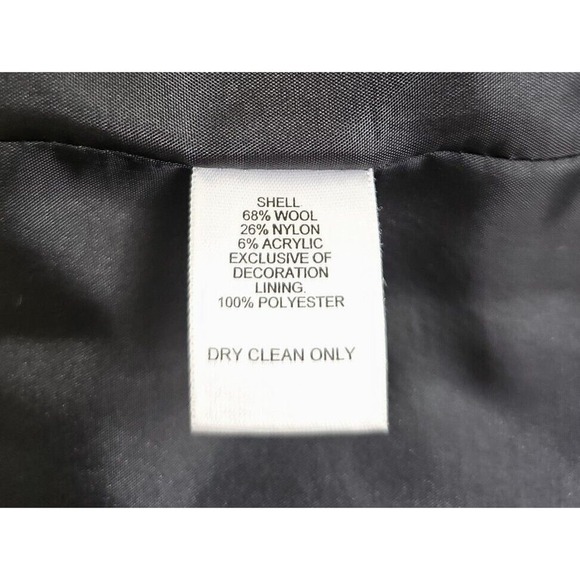 SHELL
68% WOOL
26% NYLON
6% ACRYLIC
EXCLUSIVE OF
DECORATION
LINING.
100% POLYESTER
DRY CLEAN ONLY